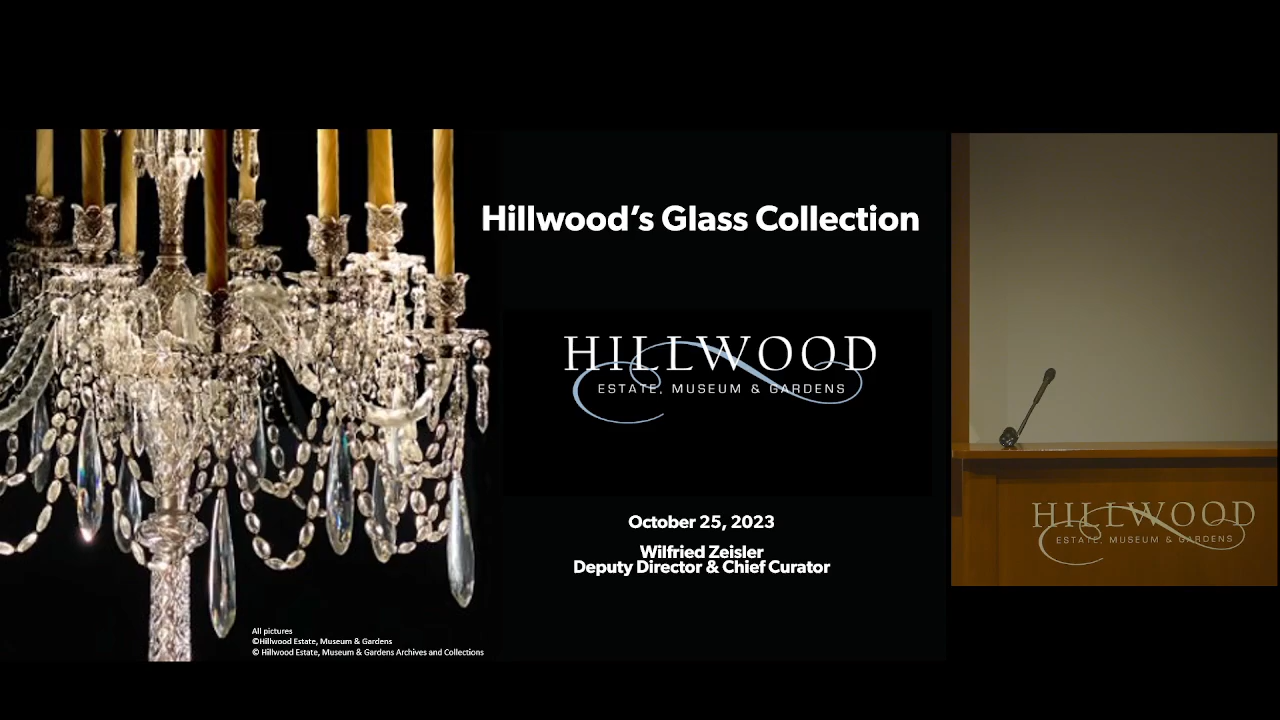 Hillwood's Glass Collection
HILLWOOD
ESTATE, MUSEUM & GARDENS
October 25, 2023
Wilfried Zeisler
Deputy Director & Chief Curator
All pictures
©Hillwood Estate, Museum & Gardens
© Hillwood Estate, Museum & Gardens Archives and Collections
HILLWOOD
ESTATE, MUSEUM & GARDENS